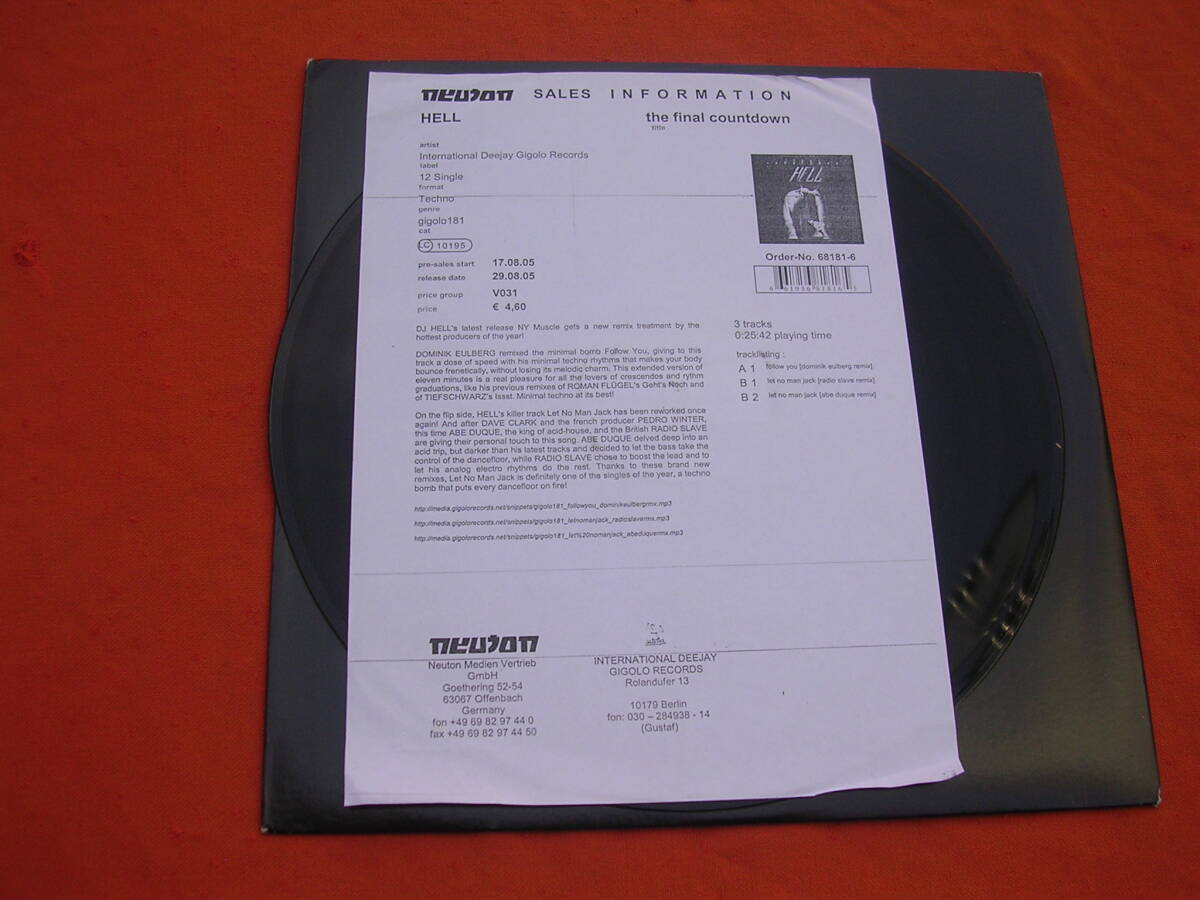 neuton SALES INFORMATION
HELL the final countdown
title
artist
International Deejay Gigolo Records
label
12 Single
format
Techno
genre
gigolo181
cat
LC 10195
pre-sales start 17.08.05
release date 29.08.05
price group V031
price € 4,60
HELL
Order-No. 68181-6
DJ HELL's latest release NY Muscle gets a new remix treatment by the
hottest producers of the year!
DOMINIK EULBERG remixed the minimal bomb Follow You, giving to this
track a dose of speed with his minimal techno rhythms that makes your body
bounce frenetically, without losing its melodic charm. This extended version of
eleven minutes is a real pleasure for all the lovers of crescendos and rythm
graduations, like his previous remixes of ROMAN FLÜGEL's Geht's Noch and
of TIEFSCHWARZ's Issst. Minimal techno at its best!
On the flip side, HELL's killer track Let No Man Jack has been reworked once
again! And after DAVE CLARK and the french producer PEDRO WINTER,
this time ABE DUQUE, the king of acid-house, and the British RADIO SLAVE
are giving their personal touch to this song. ABE DUQUE delved deep into an
acid trip, but darker than his latest tracks and decided to let the bass take the
control of the dancefloor, while RADIO SLAVE chose to boost the lead and to
let his analog electro rhythms do the rest. Thanks to these brand new
remixes, Let No Man Jack is definitely one of the singles of the year, a techno
bomb that puts every dancefloor on fire!
http://media.gigolorecords.net/snippets/gigolo181_followyou_dominikeulbergrmx.mp3
http://media.gigolorecords.net/snippets/gigolo181_letnomanjack_radioslavermx.mp3
http://media.gigolorecords.net/snippets/gigolo181_let%20nomanjack_abeduquermx.mp3
3 tracks
0:25:42 playing time
tracklisting :
A 1 follow you [dominik eulberg remix]
B 1 let no man jack [radio slave remix]
B 2 let no man jack [abe duque remix]
neuton
Neuton Medien Vertrieb
GmbH
Goethering 52-54
63067 Offenbach
Germany
fon +49 69 82 97 44 0
fax +49 69 82 97 44 50
INTERNATIONAL DEEJAY
GIGOLO RECORDS
Rolandufer 13
10179 Berlin
fon: 030 – 284938 - 14
(Gustaf)